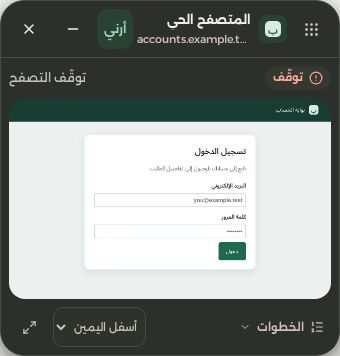 ب
المتصفح الحي
accounts.example.t...
أرني
توقّف
توقّف التصفح
ب
بوابة الحساب
تسجيل الدخول
تابع إلى حسابك للوصول إلى تفاصيل الطلب.
البريد الإلكتروني
you@example.test
كلمة المرور
••••••••
دخول
الخطوات
أسفل اليمين